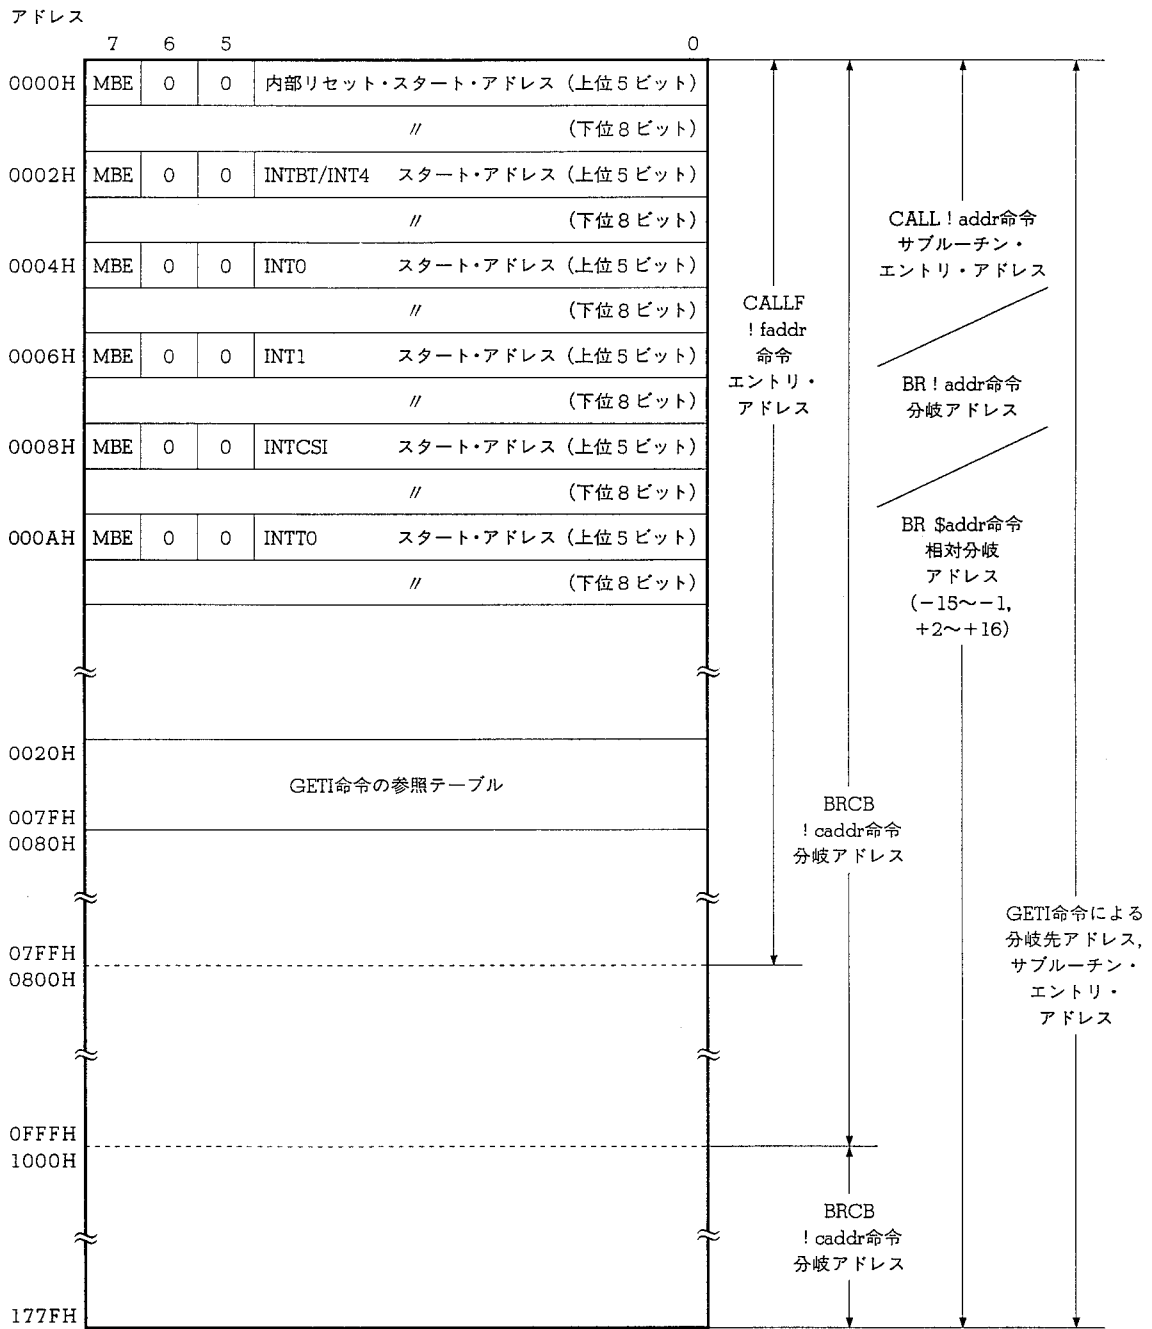 アドレス
7 6 5 0
0000H MBE 0 0 内部リセット・スタート・アドレス（上位5ビット）
〃 （下位8ビット）
0002H MBE 0 0 INTBT/INT4 スタート・アドレス（上位5ビット）
〃 （下位8ビット）
0004H MBE 0 0 INT0 スタート・アドレス（上位5ビット）
〃 （下位8ビット）
0006H MBE 0 0 INT1 スタート・アドレス（上位5ビット）
〃 （下位8ビット）
0008H MBE 0 0 INTCSI スタート・アドレス（上位5ビット）
〃 （下位8ビット）
000AH MBE 0 0 INTT0 スタート・アドレス（上位5ビット）
〃 （下位8ビット）
0020H
GETI命令の参照テーブル
007FH
0080H
07FFH
0800H
0FFFH
1000H
177FH
CALLF
！faddr
命令
エントリ・
アドレス
BRCB
！caddr命令
分岐アドレス
BRCB
！caddr命令
分岐アドレス
CALL！addr命令
サブルーチン・
エントリ・アドレス
BR！addr命令
分岐アドレス
BR $addr命令
相対分岐
アドレス
(−15〜−1,
+2〜+16)
GETI命令による
分岐先アドレス,
サブルーチン・
エントリ・
アドレス